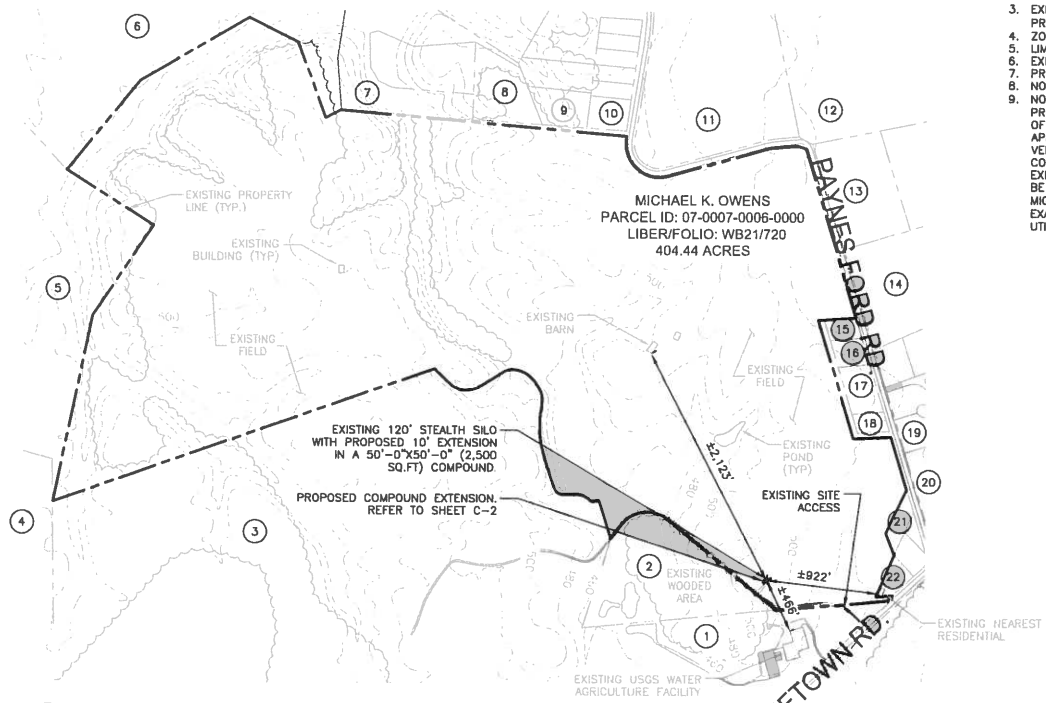 3. EX
PR
4. ZO
5. LIM
6. EX
7. PR
8. NO
9. NO
PR
OF
AP
VE
CO
EX
BE
MIC
EX
UTI
6
7
8
9
10
11
12
13
14
15
16
17
18
19
20
21
22
5
4
3
2
1
PAYNES FORD RD
MICHAEL K. OWENS
PARCEL ID: 07-0007-0006-0000
LIBER/FOLIO: WB21/720
404.44 ACRES
EXISTING PROPERTY
LINE (TYP.)
EXISTING
BUILDING (TYP)
500
EXISTING
FIELD
EXISTING
BARN
EXISTING
FIELD
EXISTING
POND
(TYP)
EXISTING 120' STEALTH SILO
WITH PROPOSED 10' EXTENSION
IN A 50'-0"X50'-0" (2,500
SQ.FT) COMPOUND.
PROPOSED COMPOUND EXTENSION.
REFER TO SHEET C-2
±2,123'
EXISTING SITE
ACCESS
±922'
±466'
EXISTING
WOODED
AREA
EXISTING NEAREST
RESIDENTIAL
EXISTING USGS WATER
AGRICULTURE FACILITY
ETOWN RD.